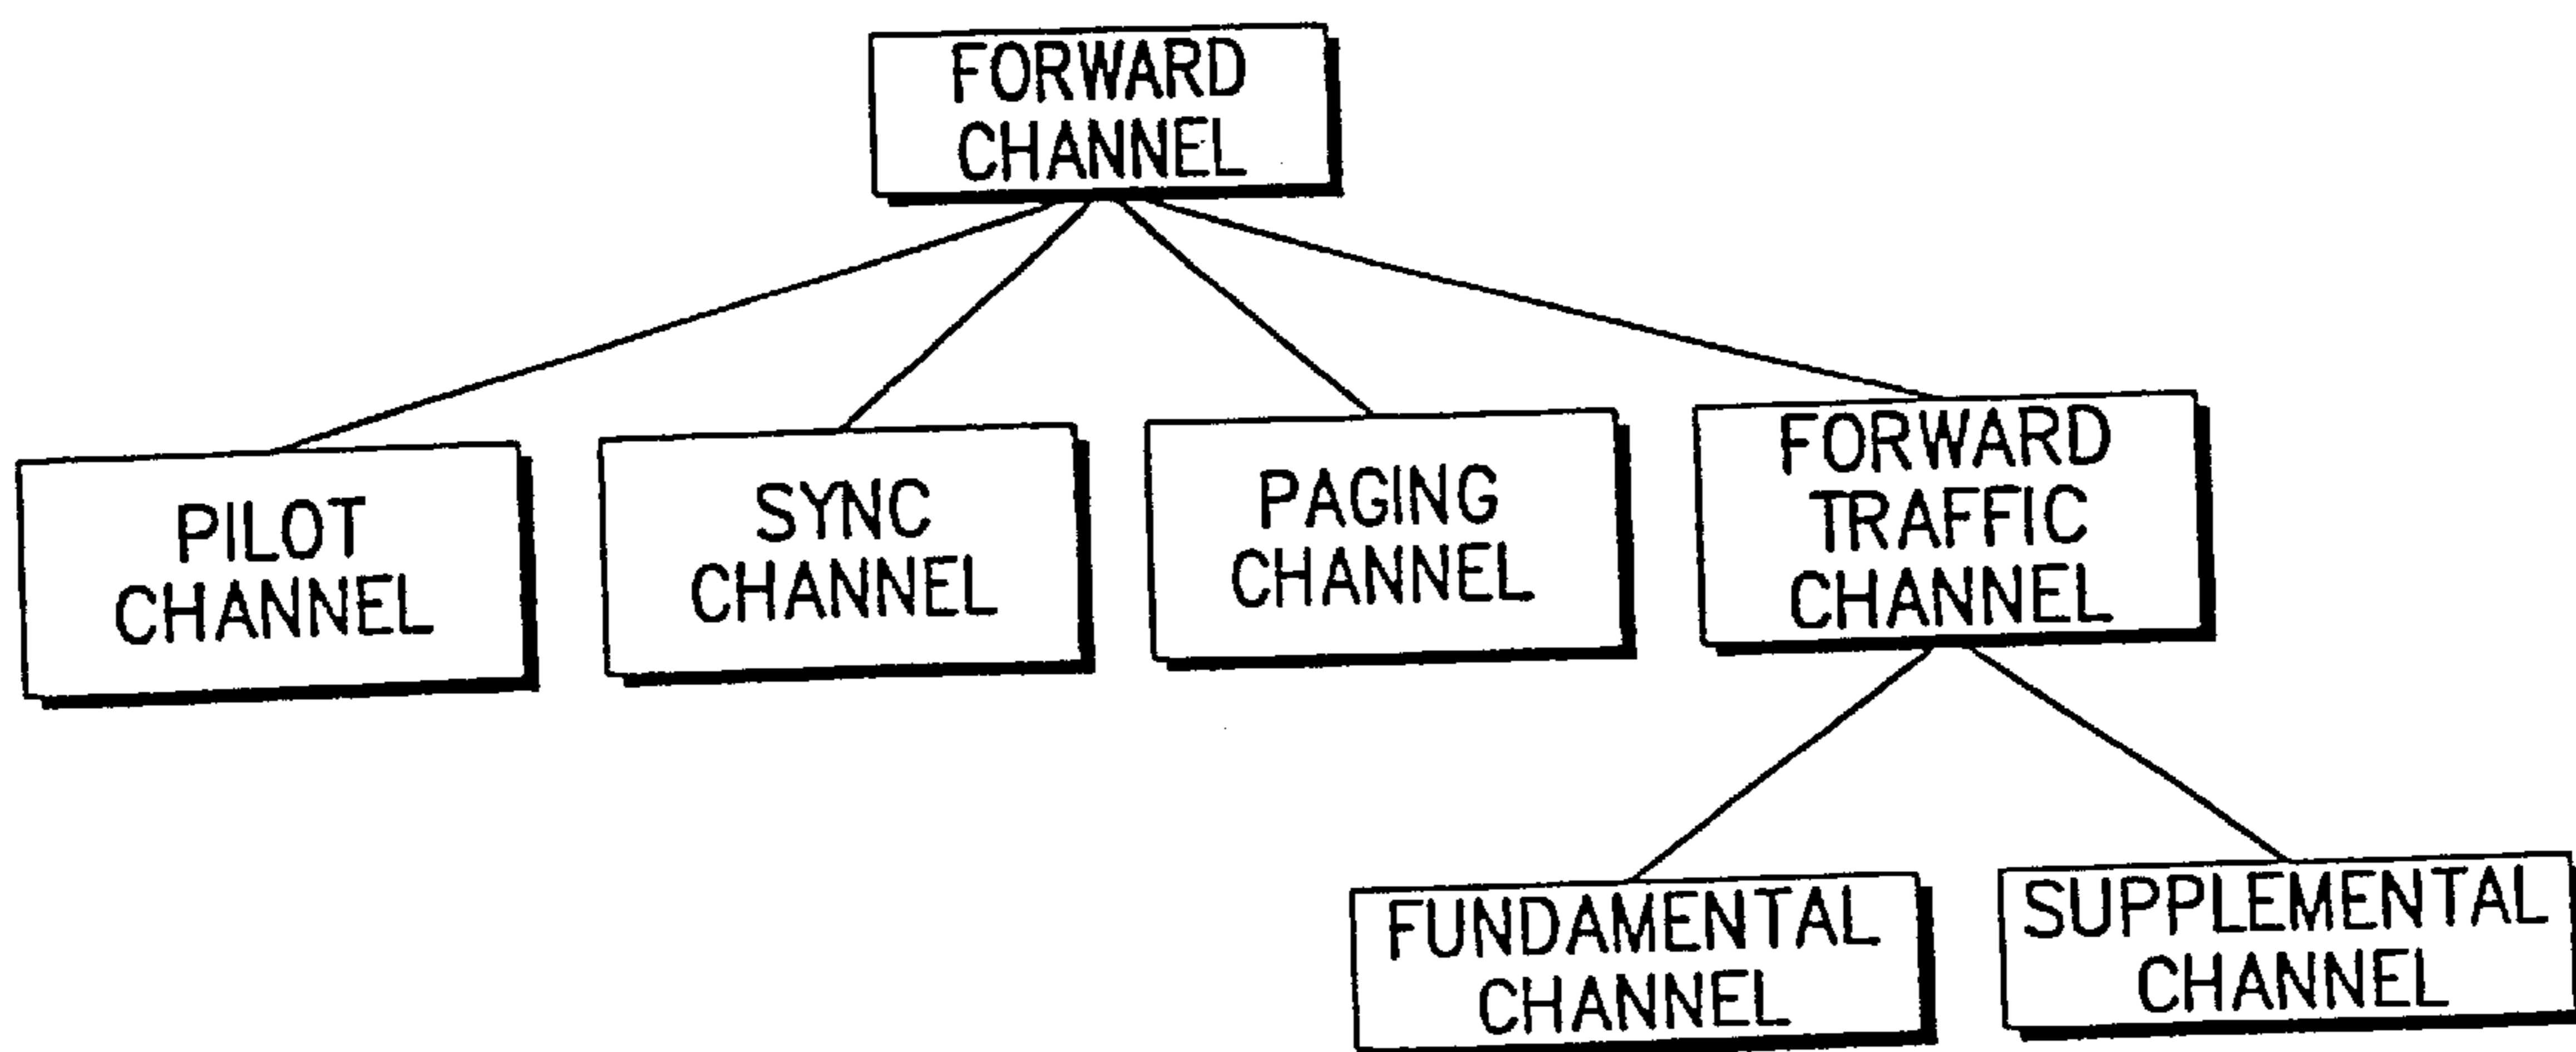 FORWARD
CHANNEL
PILOT
CHANNEL
SYNC
CHANNEL
PAGING
CHANNEL
FORWARD
TRAFFIC
CHANNEL
FUNDAMENTAL
CHANNEL
SUPPLEMENTAL
CHANNEL